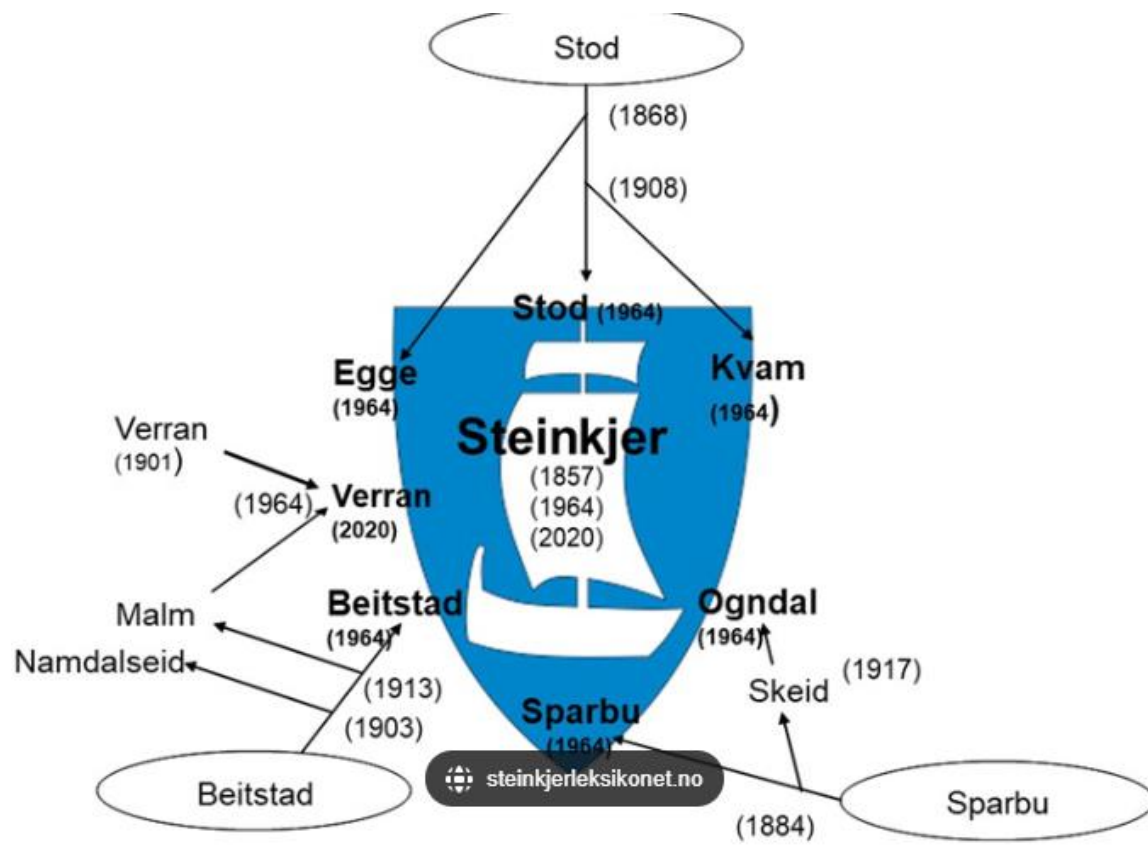 Stod
(1868)
(1908)
Stod (1964)
Egge
(1964)
Kvam
(1964)
Verran
(1901)
Steinkjer
(1857)
(1964)
(2020)
(1964)
Verran
(2020)
Malm
Beitstad
(1964)
Ogndal
(1964)
Namdalseid
(1913)
(1903)
Skeid
(1917)
Sparbu
(1964)
steinkjerleksikonet.no
Beitstad
Sparbu
(1884)